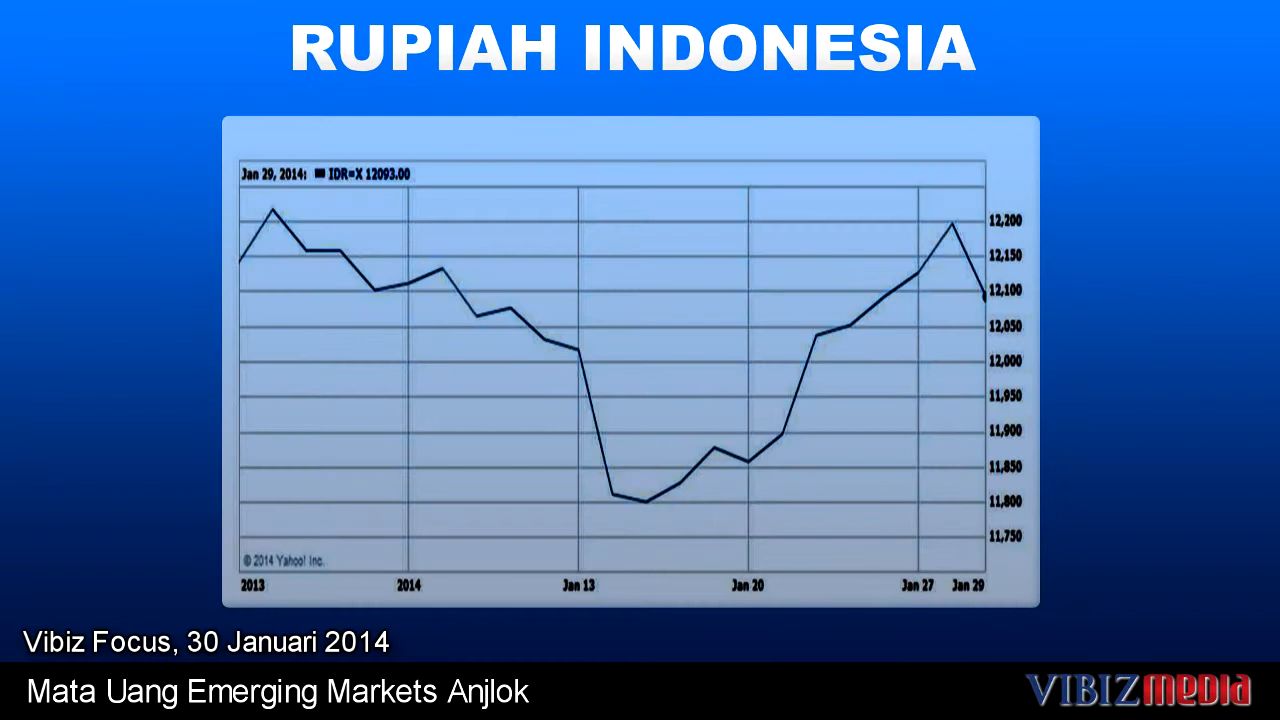 RUPIAH INDONESIA
Jan 29, 2014: IDR=X 12093.00
12,200
12,150
12,100
12,050
12,000
11,950
11,900
11,850
11,800
11,750
© 2014 Yahoo! Inc.
2013 2014 Jan 13 Jan 20 Jan 27 Jan 29
Vibiz Focus, 30 Januari 2014
Mata Uang Emerging Markets Anjlok
VIBIZmedia